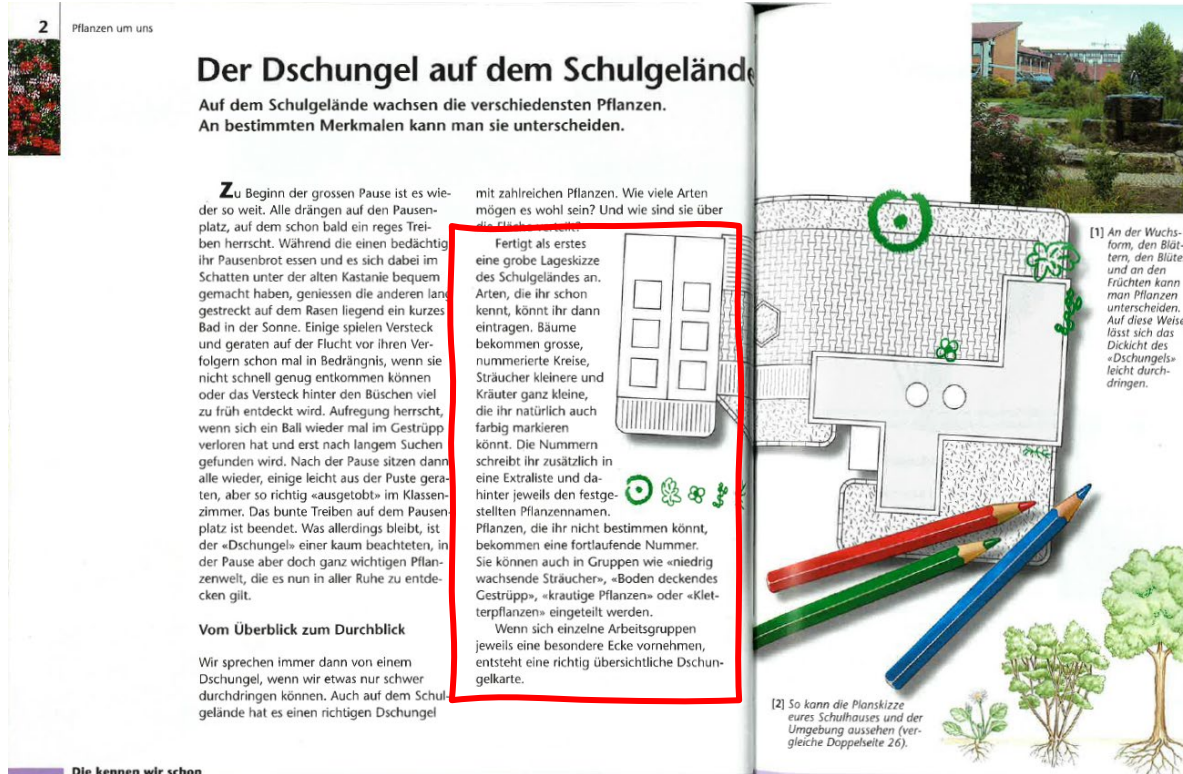 2
Pflanzen um uns
Der Dschungel auf dem Schulgelände
Auf dem Schulgelände wachsen die verschiedensten Pflanzen.
An bestimmten Merkmalen kann man sie unterscheiden.
Zu Beginn der grossen Pause ist es wie-
der so weit. Alle drängen auf den Pausen-
platz, auf dem schon bald ein reges Trei-
ben herrscht. Während die einen bedächtig
ihr Pausenbrot essen und es sich dabei im
Schatten unter der alten Kastanie bequem
gemacht haben, geniessen die anderen lang
gestreckt auf dem Rasen liegend ein kurzes
Bad in der Sonne. Einige spielen Versteck
und geraten auf der Flucht vor ihren Ver-
folgern schon mal in Bedrängnis, wenn sie
nicht schnell genug entkommen können
oder das Versteck hinter den Büschen viel
zu früh entdeckt wird. Aufregung herrscht,
wenn sich ein Ball wieder mal im Gestrüpp
verloren hat und erst nach langem Suchen
gefunden wird. Nach der Pause sitzen dann
alle wieder, einige leicht aus der Puste gera-
ten, aber so richtig «ausgetobt» im Klassen-
zimmer. Das bunte Treiben auf dem Pausen
platz ist beendet. Was allerdings bleibt, ist
der «Dschungel» einer kaum beachteten, in
der Pause aber doch ganz wichtigen Pflan-
zenwelt, die es nun in aller Ruhe zu entde-
cken gilt.
Vom Überblick zum Durchblick
Wir sprechen immer dann von einem
Dschungel, wenn wir etwas nur schwer
durchdringen können. Auch auf dem Schul-
gelände hat es einen richtigen Dschungel
mit zahlreichen Pflanzen. Wie viele Arten
mögen es wohl sein? Und wie sind sie über
die Fläche verteilt?
Fertigt als erstes
eine grobe Lageskizze
des Schulgeländes an.
Arten, die ihr schon
kennt, könnt ihr dann
eintragen. Bäume
bekommen grosse,
nummerierte Kreise,
Sträucher kleinere und
Kräuter ganz kleine,
die ihr natürlich auch
farbig markieren
könnt. Die Nummern
schreibt ihr zusätzlich in
eine Extraliste und da-
hinter jeweils den festge-
stellten Pflanzennamen.
Pflanzen, die ihr nicht bestimmen könnt,
bekommen eine fortlaufende Nummer.
Sie können auch in Gruppen wie «niedrig
wachsende Sträucher», «Boden deckendes
Gestrüpp», «krautige Pflanzen» oder «Klet-
terpflanzen» eingeteilt werden.
Wenn sich einzelne Arbeitsgruppen
jeweils eine besondere Ecke vornehmen,
entsteht eine richtig übersichtliche Dschun-
gelkarte.
[1] An der Wuchs-
form, den Blät-
tern, den Blüte
und an den
Früchten kann
man Pflanzen
unterscheiden.
Auf diese Weise
lässt sich das
Dickicht des
«Dschungels»
leicht durch-
dringen.
[2] So kann die Planskizze
eures Schulhauses und der
Umgebung aussehen (ver-
gleiche Doppelseite 26).
Die kennen wir schon